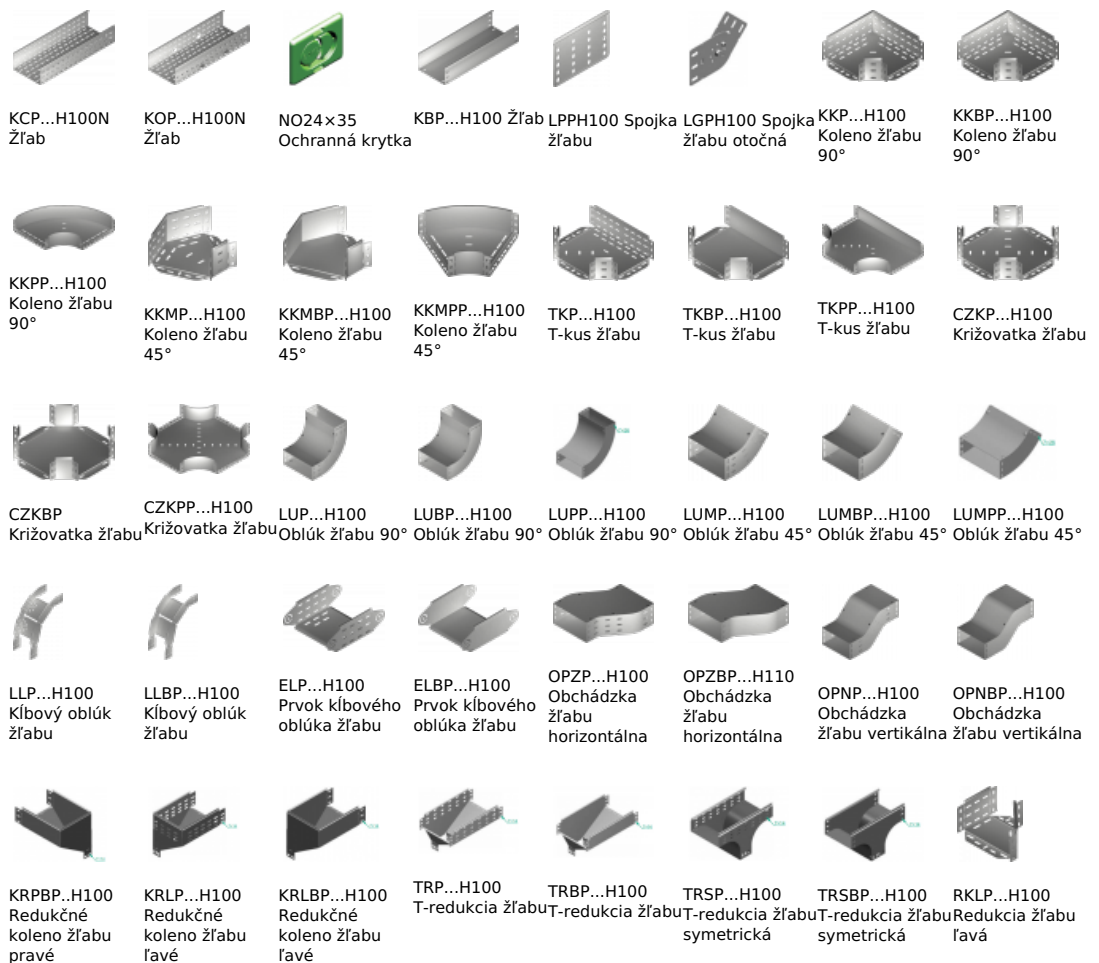 KCP...H100N
Žľab
KOP...H100N
Žľab
NO24×35
Ochranná krytka
KBP...H100 Žľab
LPPH100 Spojka
žľabu
LGPH100 Spojka
žľabu otočná
KKP...H100
Koleno žľabu
90°
KKBP...H100
Koleno žľabu
90°
KKPP...H100
Koleno žľabu
90°
KKMP...H100
Koleno žľabu
45°
KKMBP...H100
Koleno žľabu
45°
KKMPP...H100
Koleno žľabu
45°
TKP...H100
T-kus žľabu
TKBP...H100
T-kus žľabu
TKPP...H100
T-kus žľabu
CZKP...H100
Križovatka žľabu
CZKBP
Križovatka žľabu
CZKPP...H100
Križovatka žľabu
LUP...H100
Oblúk žľabu 90°
LUBP...H100
Oblúk žľabu 90°
LUPP...H100
Oblúk žľabu 90°
LUMP...H100
Oblúk žľabu 45°
LUMBP...H100
Oblúk žľabu 45°
LUMPP...H100
Oblúk žľabu 45°
LLP...H100
Kĺbový oblúk
žľabu
LLBP...H100
Kĺbový oblúk
žľabu
ELP...H100
Prvok kĺbového
oblúka žľabu
ELBP...H100
Prvok kĺbového
oblúka žľabu
OPZP...H100
Obchádzka
žľabu
horizontálna
OPZBP...H110
Obchádzka
žľabu
horizontálna
OPNP...H100
Obchádzka
žľabu vertikálna
OPNBP...H100
Obchádzka
žľabu vertikálna
KRPBP..H100
Redukčné
koleno žľabu
pravé
KRLP...H100
Redukčné
koleno žľabu
ľavé
KRLBP...H100
Redukčné
koleno žľabu
ľavé
TRP...H100
T-redukcia žľabu
TRBP...H100
T-redukcia žľabu
TRSP...H100
T-redukcia žľabu
symetrická
TRSBP...H100
T-redukcia žľabu
symetrická
RKLP...H100
Redukcia žľabu
ľavá